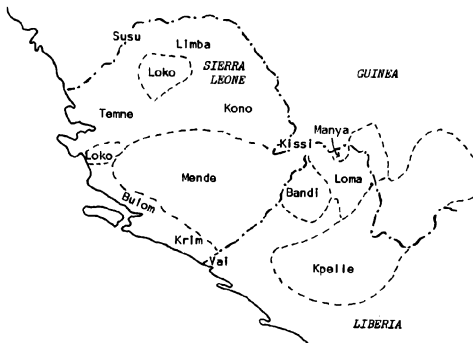 Susu
Limba
Loko
SIERRA
LEONE
GUINEA
Temne
Kono
Manya
Kissi
Loko
Mende
Loma
Bandi
Bulom
Krim
Vai
Kpelle
LIBERIA